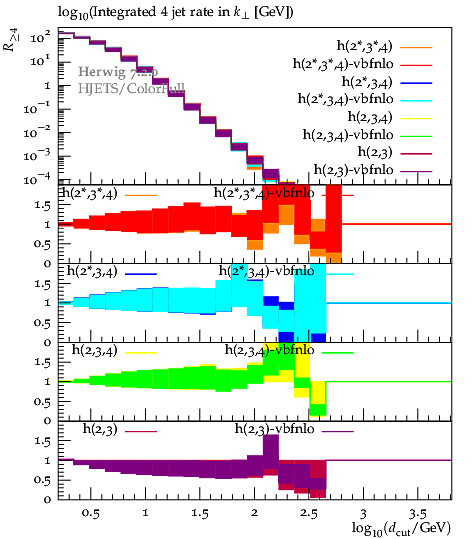 log10(Integrated 4 jet rate in k⊥ [GeV])
R≥4
10^2
10^1
1
10^−1
10^−2
10^−3
10^−4
Herwig 7.2.0
HJETS/ColorFull
h(2*,3*,4)
h(2*,3*,4)-vbfnlo
h(2*,3,4)
h(2*,3,4)-vbfnlo
h(2,3,4)
h(2,3,4)-vbfnlo
h(2,3)
h(2,3)-vbfnlo
h(2*,3*,4) h(2*,3*,4)-vbfnlo
1.5
1
0.5
0
h(2*,3,4) h(2*,3,4)-vbfnlo
1.5
1
0.5
0
h(2,3,4) h(2,3,4)-vbfnlo
1.5
1
0.5
0
h(2,3) h(2,3)-vbfnlo
1.5
1
0.5
0
0.5 1 1.5 2 2.5 3 3.5
log10(dcut/GeV)